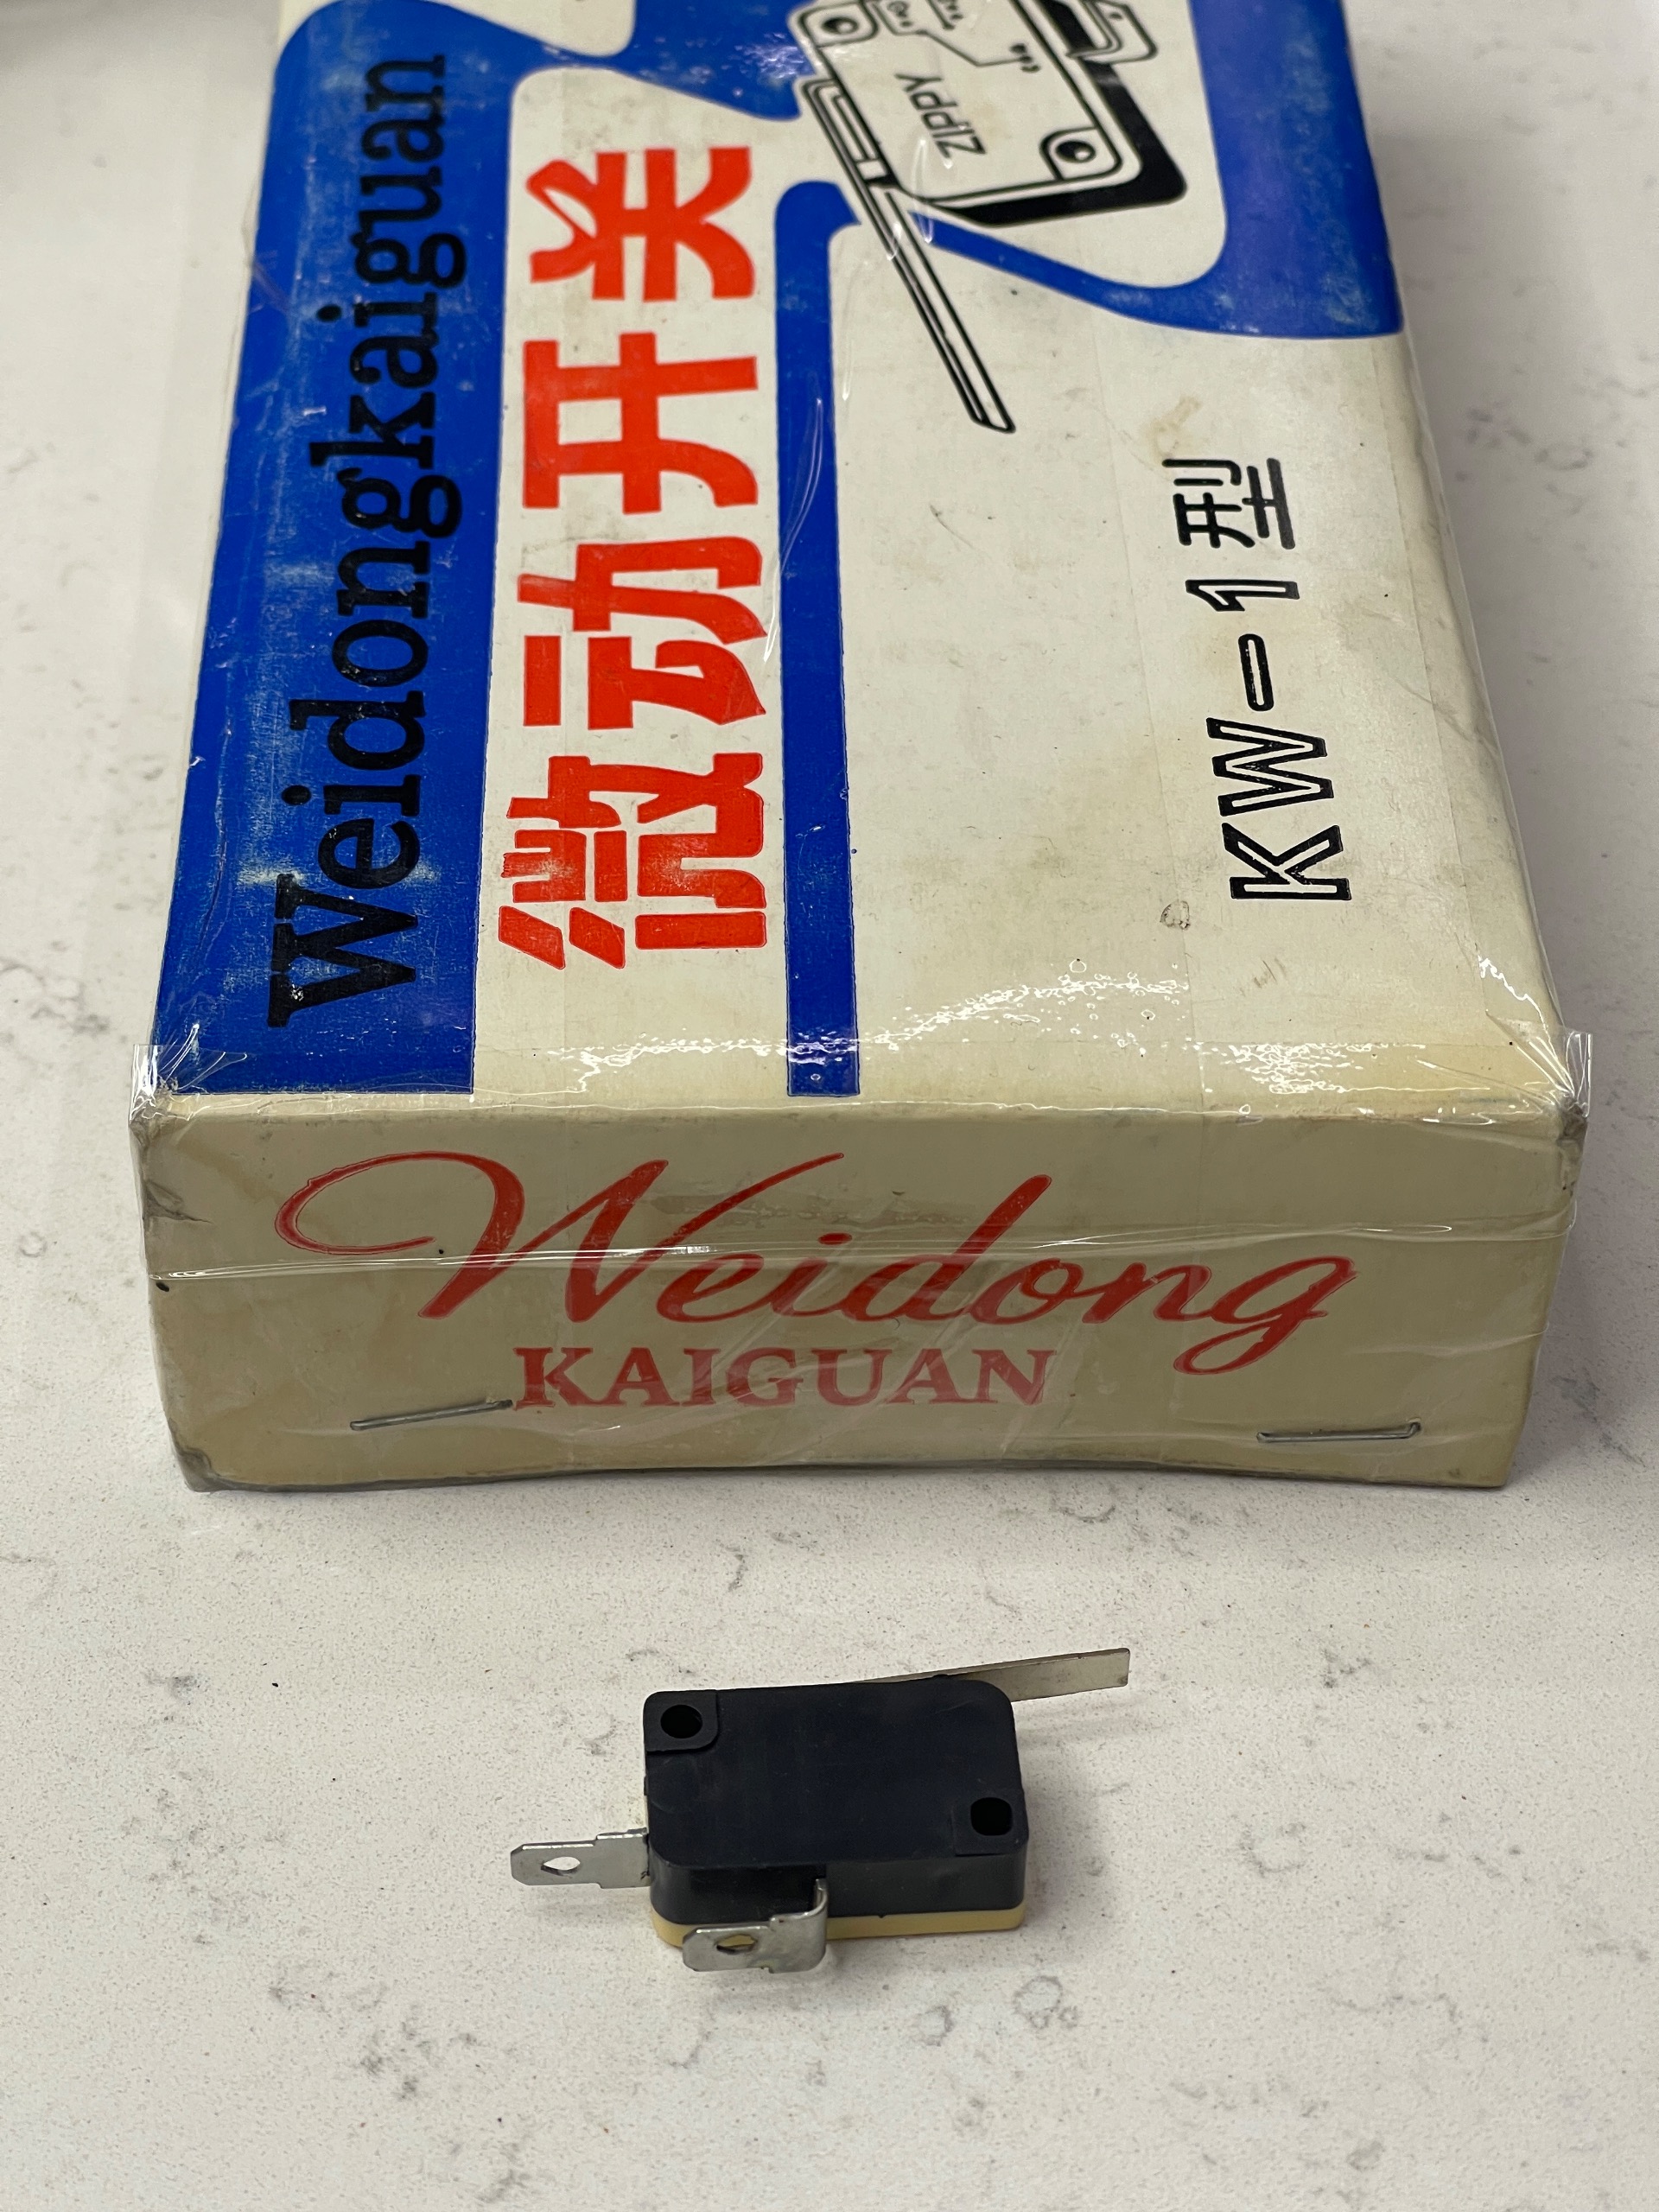 Weidongkaiguan
微动开关
ZIPPY
KW-1型
Weidong
KAIGUAN